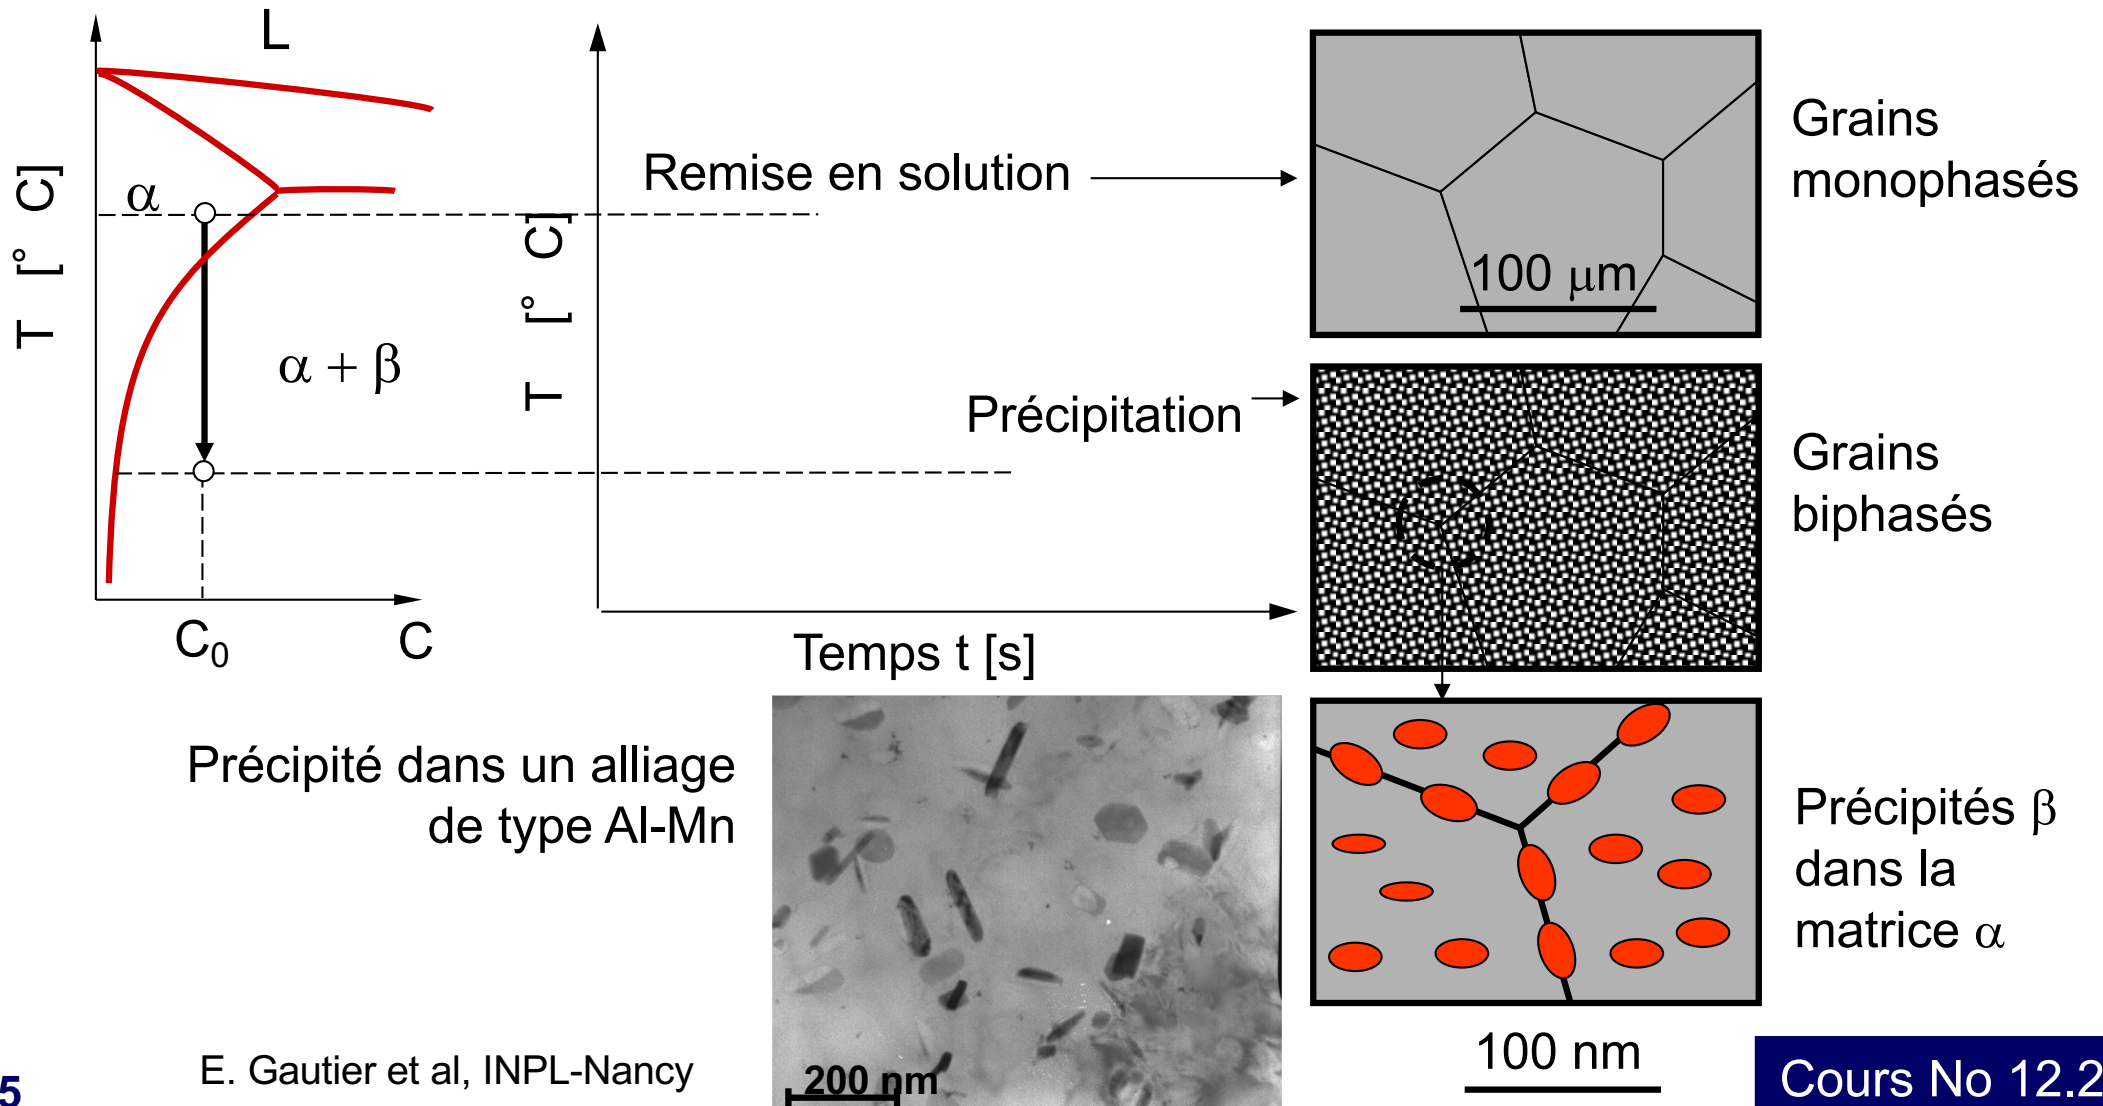 L
T [° C]
α
α + β
C₀
C
T [° C]
Remise en solution
Précipitation
Temps t [s]
100 μm
Grains
monophasés
Grains
biphasés
Précipité dans un alliage
de type Al-Mn
200 nm
Précipités β
dans la
matrice α
100 nm
E. Gautier et al, INPL-Nancy
5
Cours No 12.2